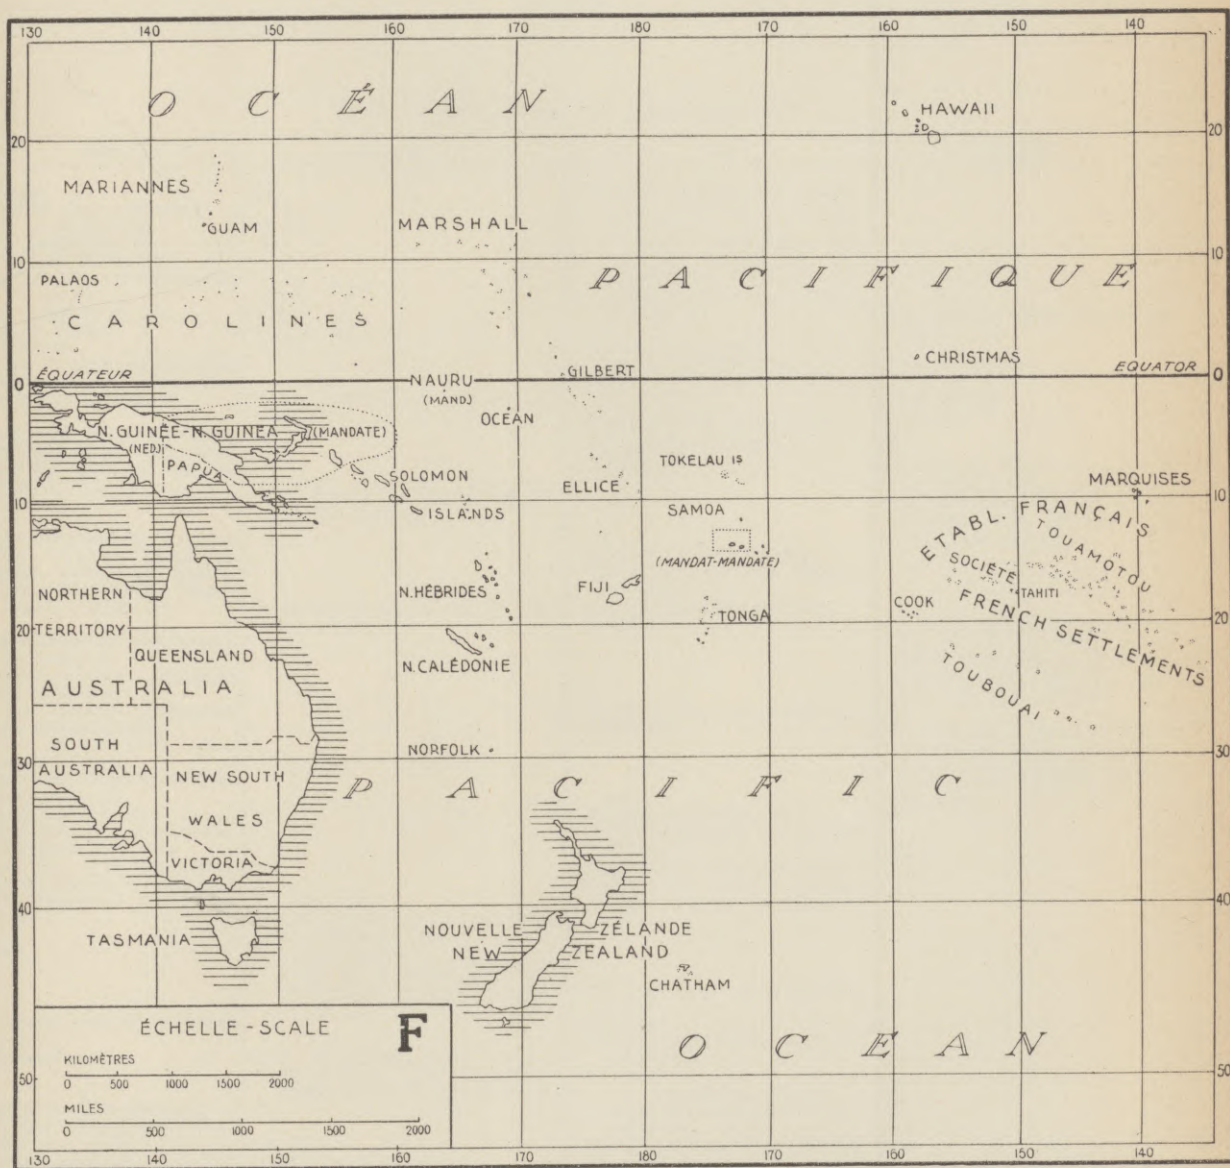 130 140 150 160 170 180 170 160 150 140
OCÉAN
HAWAII
20 20
MARIANNES
GUAM
MARSHALL
10 10
PALAOS
PACIFIQUE
CAROLINES
CHRISTMAS
ÉQUATEUR
NAURU
(MAND.)
GILBERT
EQUATOR
0 0
OCÉAN
N. GUINÉE-N. GUINEA (MANDATE)
(NED.)
PAPUA
SOLOMON
ISLANDS
TOKELAU IS
ELLICE
MARQUISES
10 10
SAMOA
(MANDAT-MANDATE)
ETABL. FRANÇAIS
TOUAMOTOU
SOCIÉTÉ
TAHITI
FRENCH SETTLEMENTS
NORTHERN
TERRITORY
N. HÉBRIDES
FIJI
TONGA
COOK
20 20
QUEENSLAND
N. CALÉDONIE
TOUBOUAI
AUSTRALIA
SOUTH
AUSTRALIA
NORFOLK
30 30
NEW SOUTH
WALES
PACIFIC
VICTORIA
40 40
TASMANIA
NOUVELLE ZÉLANDE
NEW ZEALAND
CHATHAM
OCEAN
50 50
ÉCHELLE-SCALE
F
KILOMÈTRES
0 500 1000 1500 2000
MILES
0 500 1000 1500 2000
130 140 150 160 170 180 170 160 150 140